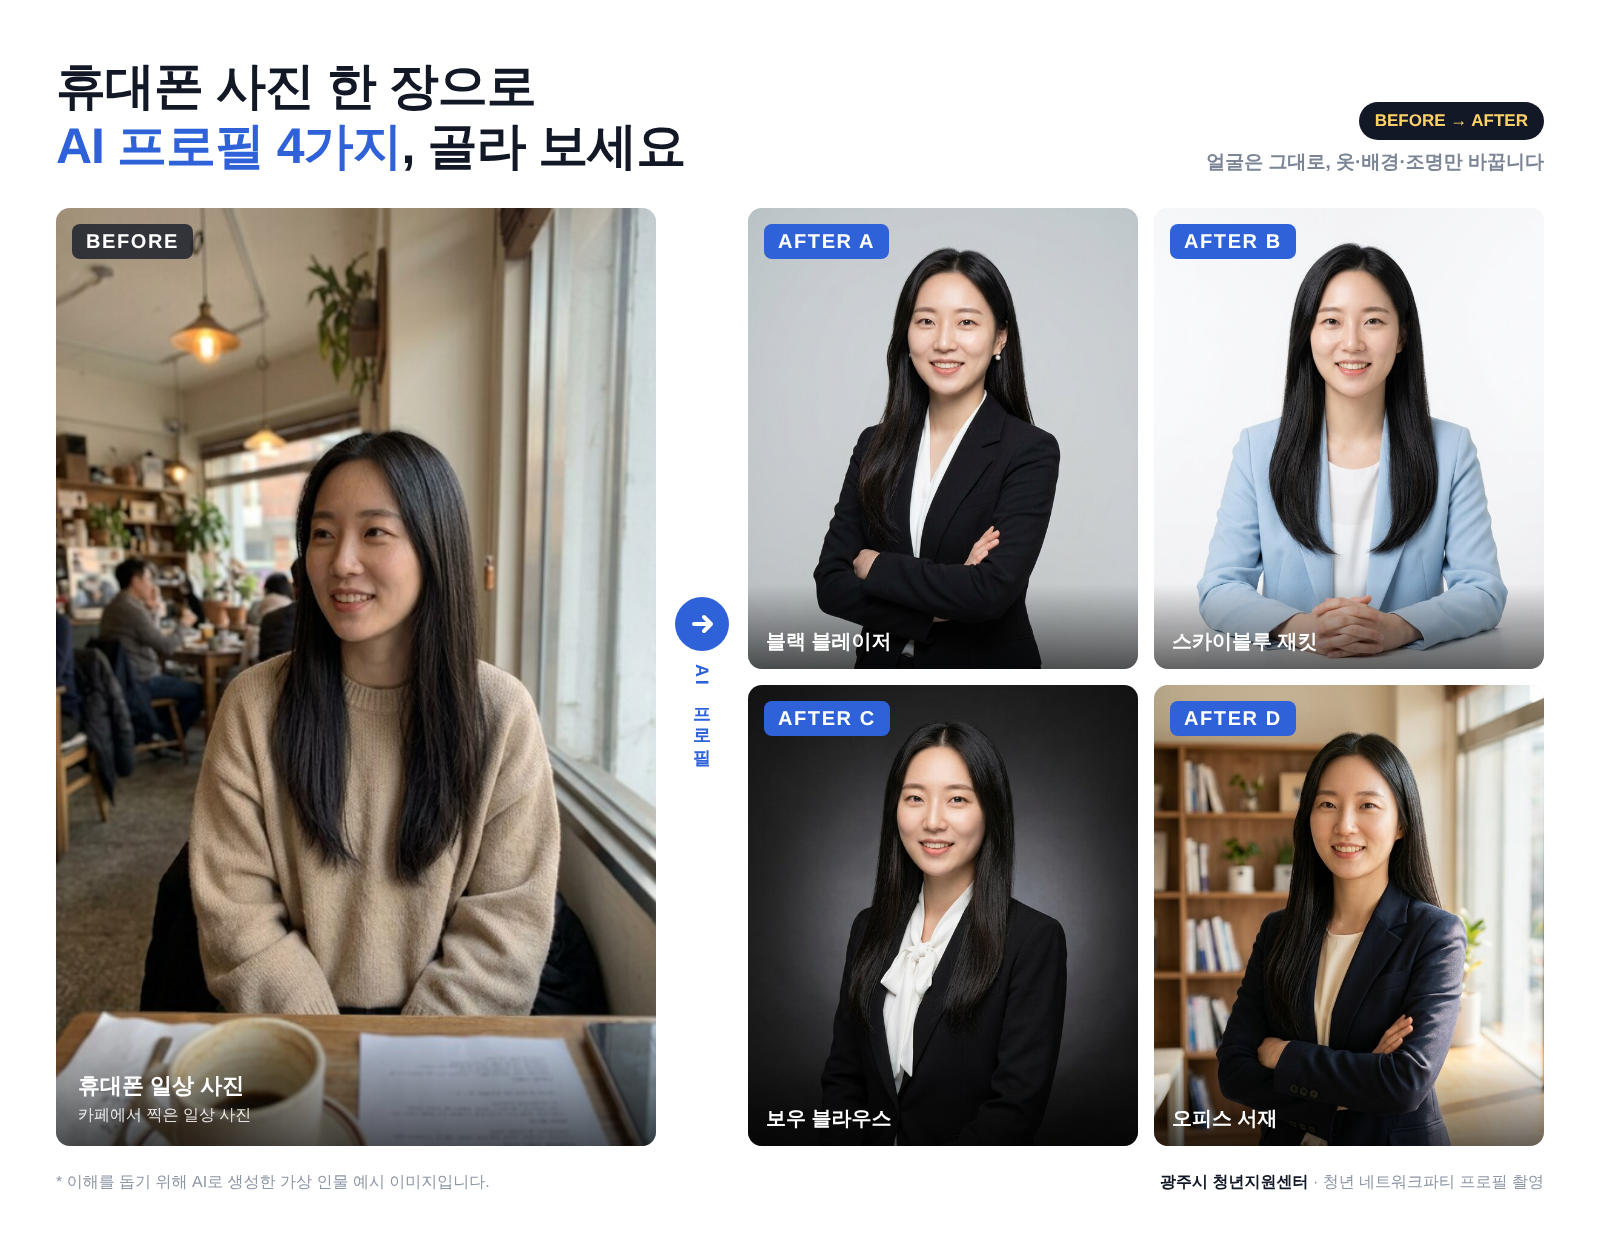 휴대폰 사진 한 장으로
AI 프로필 4가지, 골라 보세요
BEFORE → AFTER
얼굴은 그대로, 옷·배경·조명만 바꿉니다
BEFORE
휴대폰 일상 사진
카페에서 찍은 일상 사진
AI 프로필
AFTER A
블랙 블레이저
AFTER B
스카이블루 재킷
AFTER C
보우 블라우스
AFTER D
오피스 서재
* 이해를 돕기 위해 AI로 생성한 가상 인물 예시 이미지입니다.
광주시 청년지원센터 · 청년 네트워크파티 프로필 촬영